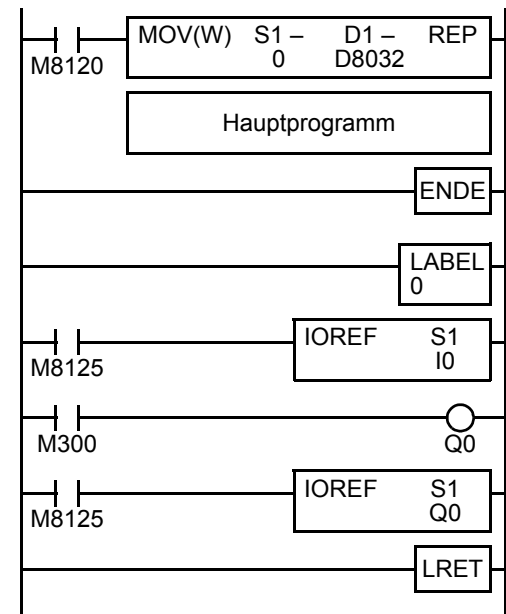 MOV(W) S1 – D1 – REP
0 D8032
M8120
Hauptprogramm
ENDE
LABEL
0
IOREF S1
I0
M8125
M300
Q0
IOREF S1
Q0
M8125
LRET